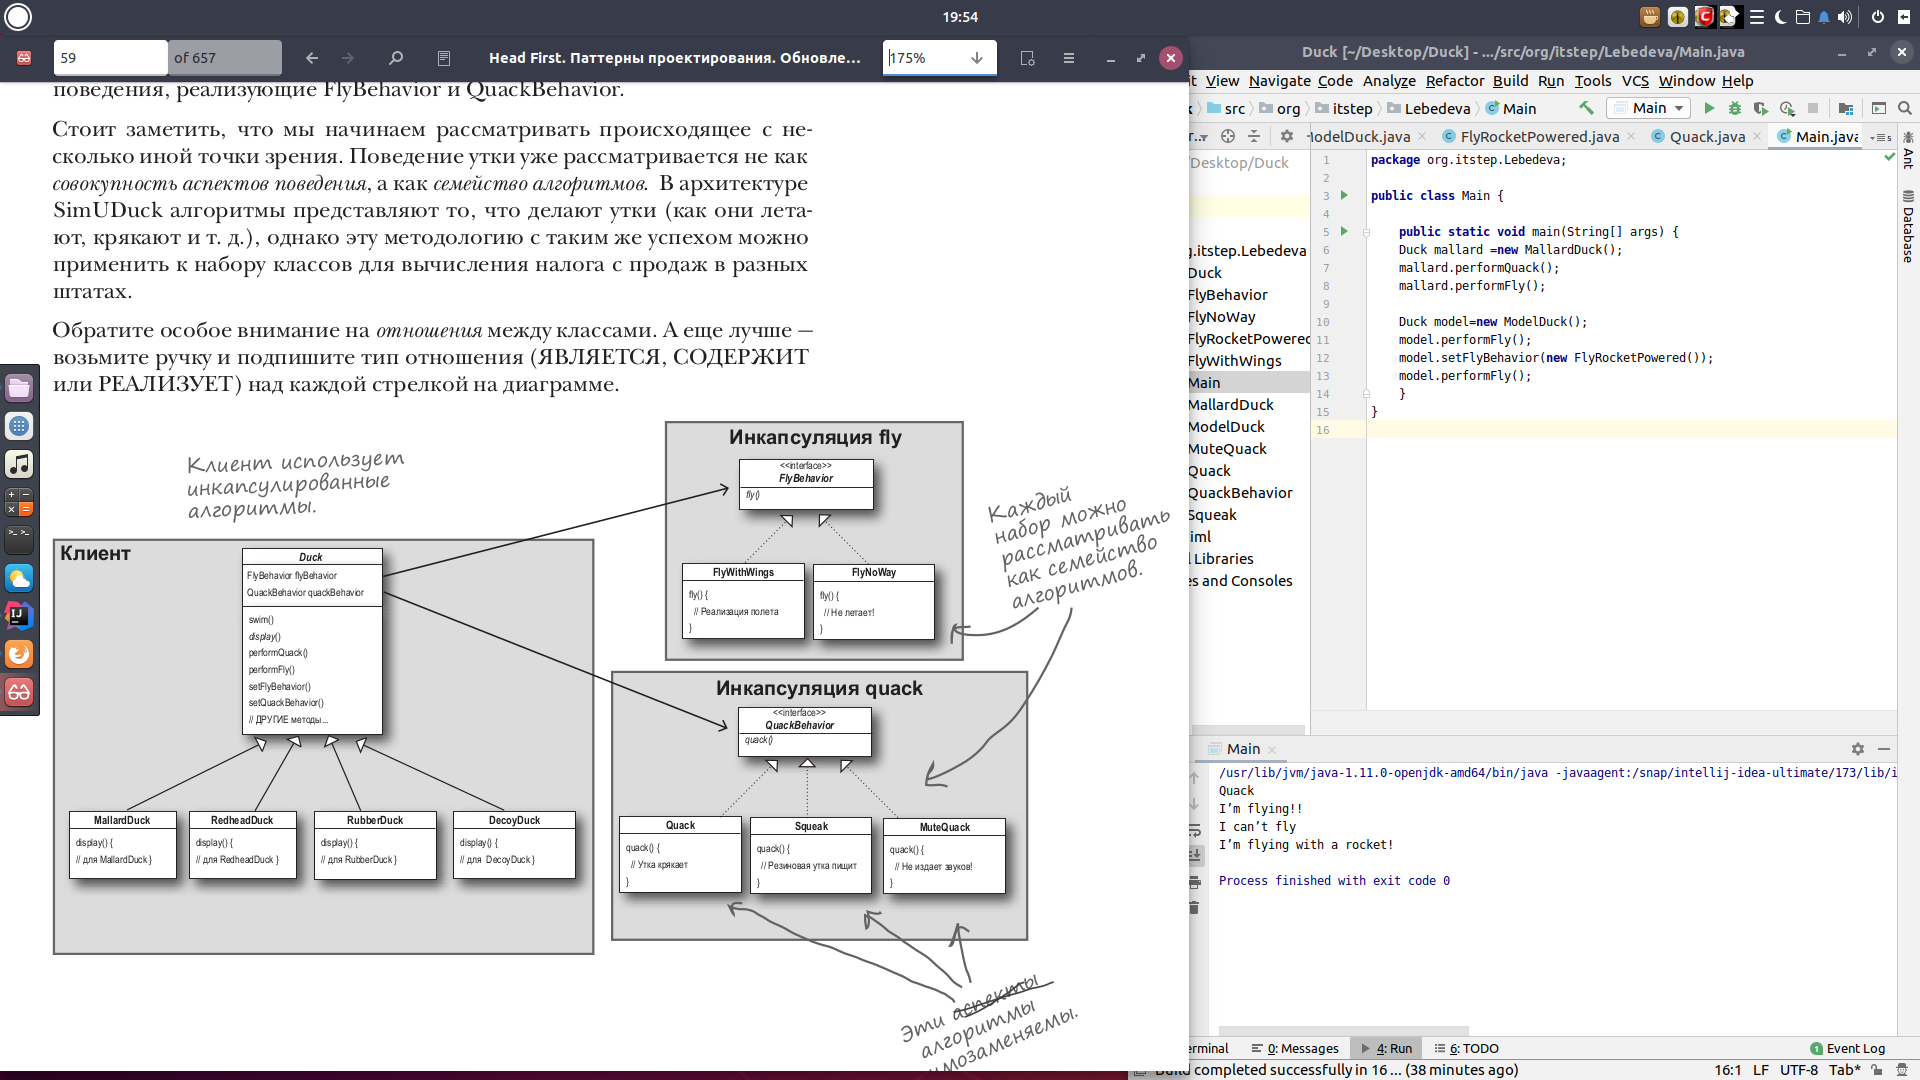 19:54
59
of 657
Head First. Паттерны проектирования. Обновле...
175%
поведения, реализующие FlyBehavior и QuackBehavior.
Стоит заметить, что мы начинаем рассматривать происходящее с не-
сколько иной точки зрения. Поведение утки уже рассматривается не как
совокупность аспектов поведения, а как семейство алгоритмов. В архитектуре
SimUDuck алгоритмы представляют то, что делают утки (как они лета-
ют, крякают и т. д.), однако эту методологию с таким же успехом можно
применить к набору классов для вычисления налога с продаж в разных
штатах.
Обратите особое внимание на отношения между классами. А еще лучше —
возьмите ручку и подпишите тип отношения (ЯВЛЯЕТСЯ, СОДЕРЖИТ
или РЕАЛИЗУЕТ) над каждой стрелкой на диаграмме.
Клиент использует
инкапсулированные
алгоритмы.
Клиент
Duck
FlyBehavior flyBehavior
QuackBehavior quackBehavior
swim()
display()
performQuack()
performFly()
setFlyBehavior()
setQuackBehavior()
// ДРУГИЕ методы...
MallardDuck
display() {
// для MallardDuck }
RedheadDuck
display() {
// для RedheadDuck }
RubberDuck
display() {
// для RubberDuck }
DecoyDuck
display() {
// для DecoyDuck }
Инкапсуляция fly
<<interface>>
FlyBehavior
fly()
FlyWithWings
fly() {
// Реализация полета
}
FlyNoWay
fly() {
// Не летает!
}
Каждый
набор можно
рассматривать
как семейство
алгоритмов.
Инкапсуляция quack
<<interface>>
QuackBehavior
quack()
Quack
quack() {
// Утка крякает
}
Squeak
quack() {
// Резиновая утка пищит
}
MuteQuack
quack() {
// Не издает звуков!
}
Эти аспекты
алгоритмы
Duck [~/Desktop/Duck] - .../src/org/itstep/Lebedeva/Main.java
View Navigate Code Analyze Refactor Build Run Tools VCS Window Help
src org itstep Lebedeva Main
Main
odelDuck.java FlyRocketPowered.java Quack.java Main.java
Desktop/Duck
g.itstep.Lebedeva
Duck
FlyBehavior
FlyNoWay
FlyRocketPowered
FlyWithWings
Main
MallardDuck
ModelDuck
MuteQuack
Quack
QuackBehavior
Squeak
iml
l Libraries
es and Consoles
1 package org.itstep.Lebedeva;
2
3 public class Main {
4
5 public static void main(String[] args) {
6 Duck mallard =new MallardDuck();
7 mallard.performQuack();
8 mallard.performFly();
9
10 Duck model=new ModelDuck();
11 model.performFly();
12 model.setFlyBehavior(new FlyRocketPowered());
13 model.performFly();
14 }
15 }
16
Ant
Database
Main
/usr/lib/jvm/java-1.11.0-openjdk-amd64/bin/java -javaagent:/snap/intellij-idea-ultimate/173/lib/i
Quack
I’m flying!!
I can’t fly
I’m flying with a rocket!
Process finished with exit code 0
erminal 0: Messages 4: Run 6: TODO
1 Event Log
completed successfully in 16 ... (38 minutes ago)
16:1 LF UTF-8 Tab*